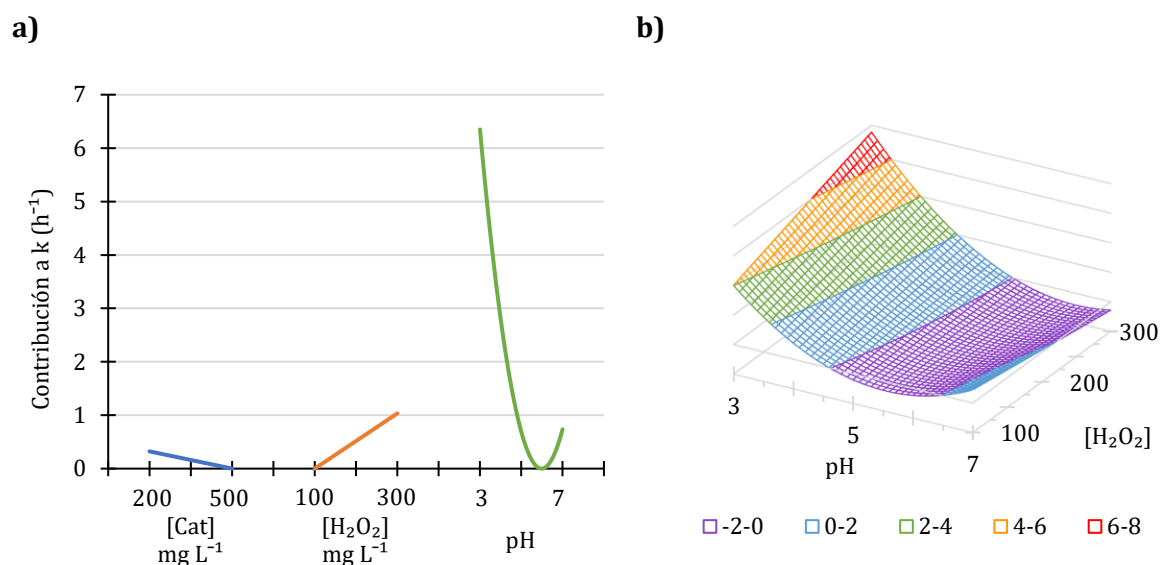 a)
b)
Contribución a k (h⁻¹)
7
6
5
4
3
2
1
0
200 500 100 300 3 7
[Cat] [H₂O₂] pH
mg L⁻¹ mg L⁻¹
3 5 7
pH
100 200 300
[H₂O₂]
-2-0 0-2 2-4 4-6 6-8